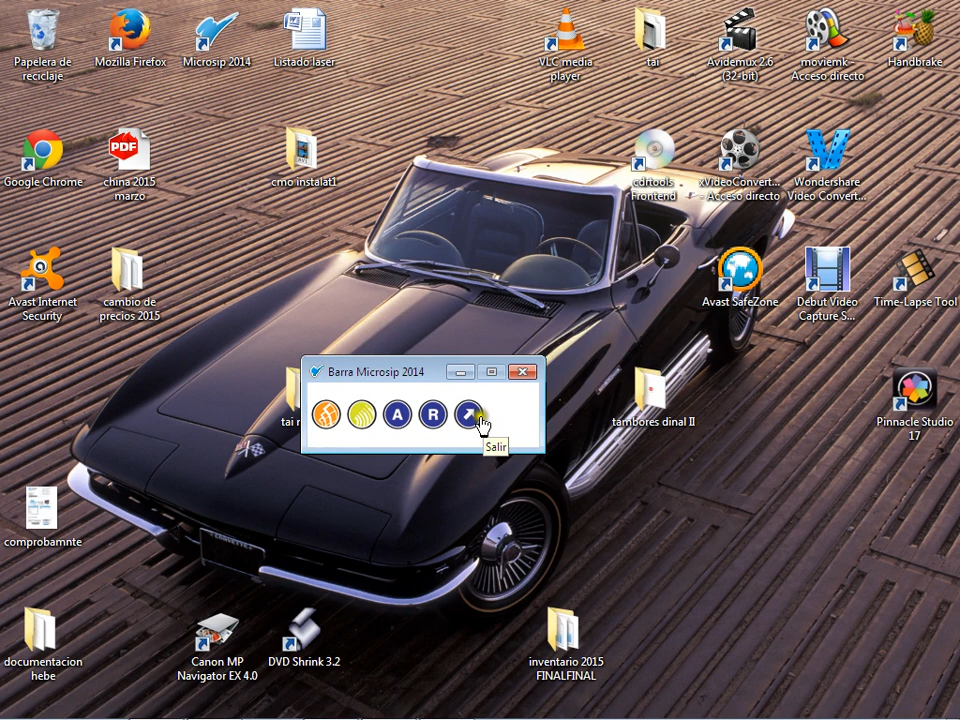 Papelera de
reciclaje
Mozilla Firefox
Microsip 2014
Listado laser
VLC media
player
tai
Avidemux 2.6
(32-bit)
moviemk -
Acceso directo
Handbrake
Google Chrome
PDF
china 2015
marzo
cmo instalat1
cdrtools
Frontend
xVideoConvert...
- Acceso directo
Wondershare
Video Convert...
Avast Internet
Security
cambio de
precios 2015
Avast SafeZone
Debut Video
Capture S...
Time-Lapse Tool
Barra Microsip 2014
A
R
Salir
tai
tambores dinal II
Pinnacle Studio
17
comprobamnte
CORVETTE
documentacion
hebe
Canon MP
Navigator EX 4.0
DVD Shrink 3.2
inventario 2015
FINALFINAL